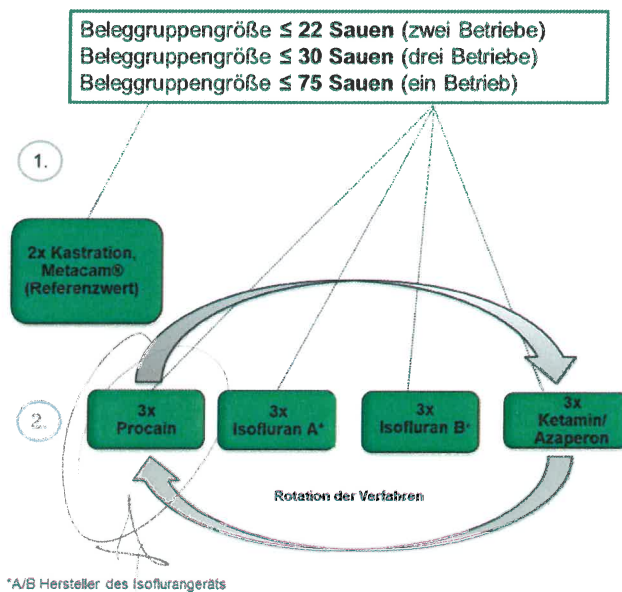 Beleggruppengröße ≤ 22 Sauen (zwei Betriebe)
Beleggruppengröße ≤ 30 Sauen (drei Betriebe)
Beleggruppengröße ≤ 75 Sauen (ein Betrieb)
1.
2x Kastration,
Metacam®
(Referenzwert)
2.
3x
Procain
3x
Isofluran A*
3x
Isofluran B*
3x
Ketamin/
Azaperon
Rotation der Verfahren
*A/B Hersteller des Isoflurangeräts